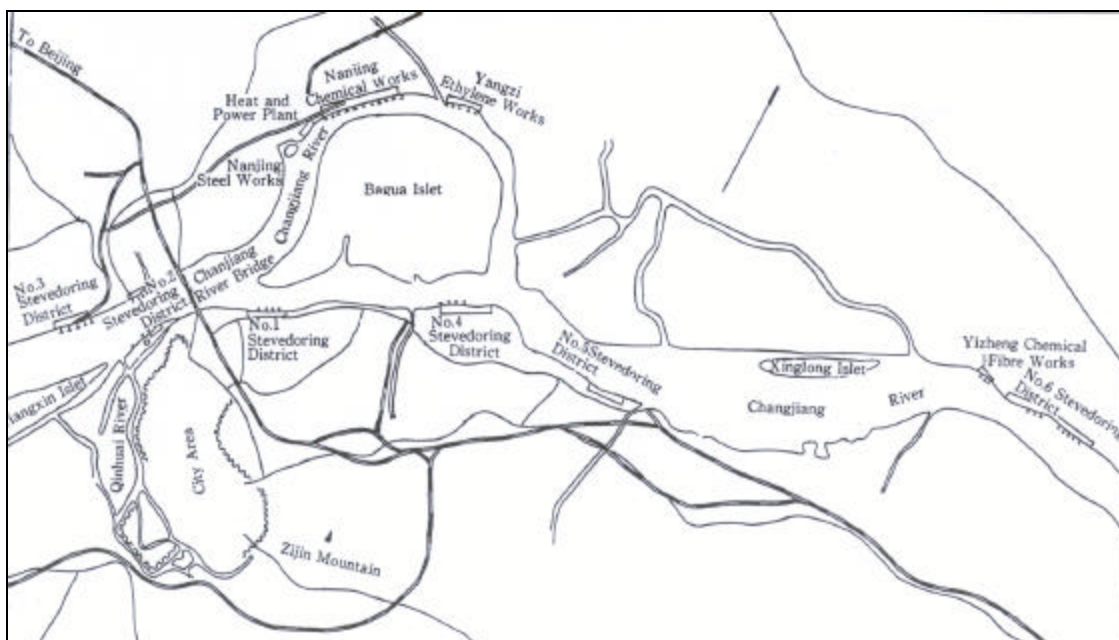 To Beijing
Nanjing
Chemical Works
Yangzi
Ethylene Works
Heat and
Power Plant
Nanjing
Steel Works
Changjiang River
Bagua Islet
No.3
Stevedoring
District
No.2
Stevedoring
District
Chanjiang
River Bridge
No.1
Stevedoring
District
No.4
Stevedoring
District
No.5 Stevedoring
District
Xinglong Islet
Yizheng Chemical
Fibre Works
No.6 Stevedoring
District
Changjiang River
Islet
Qinhuai River
City Area
Zijin Mountain